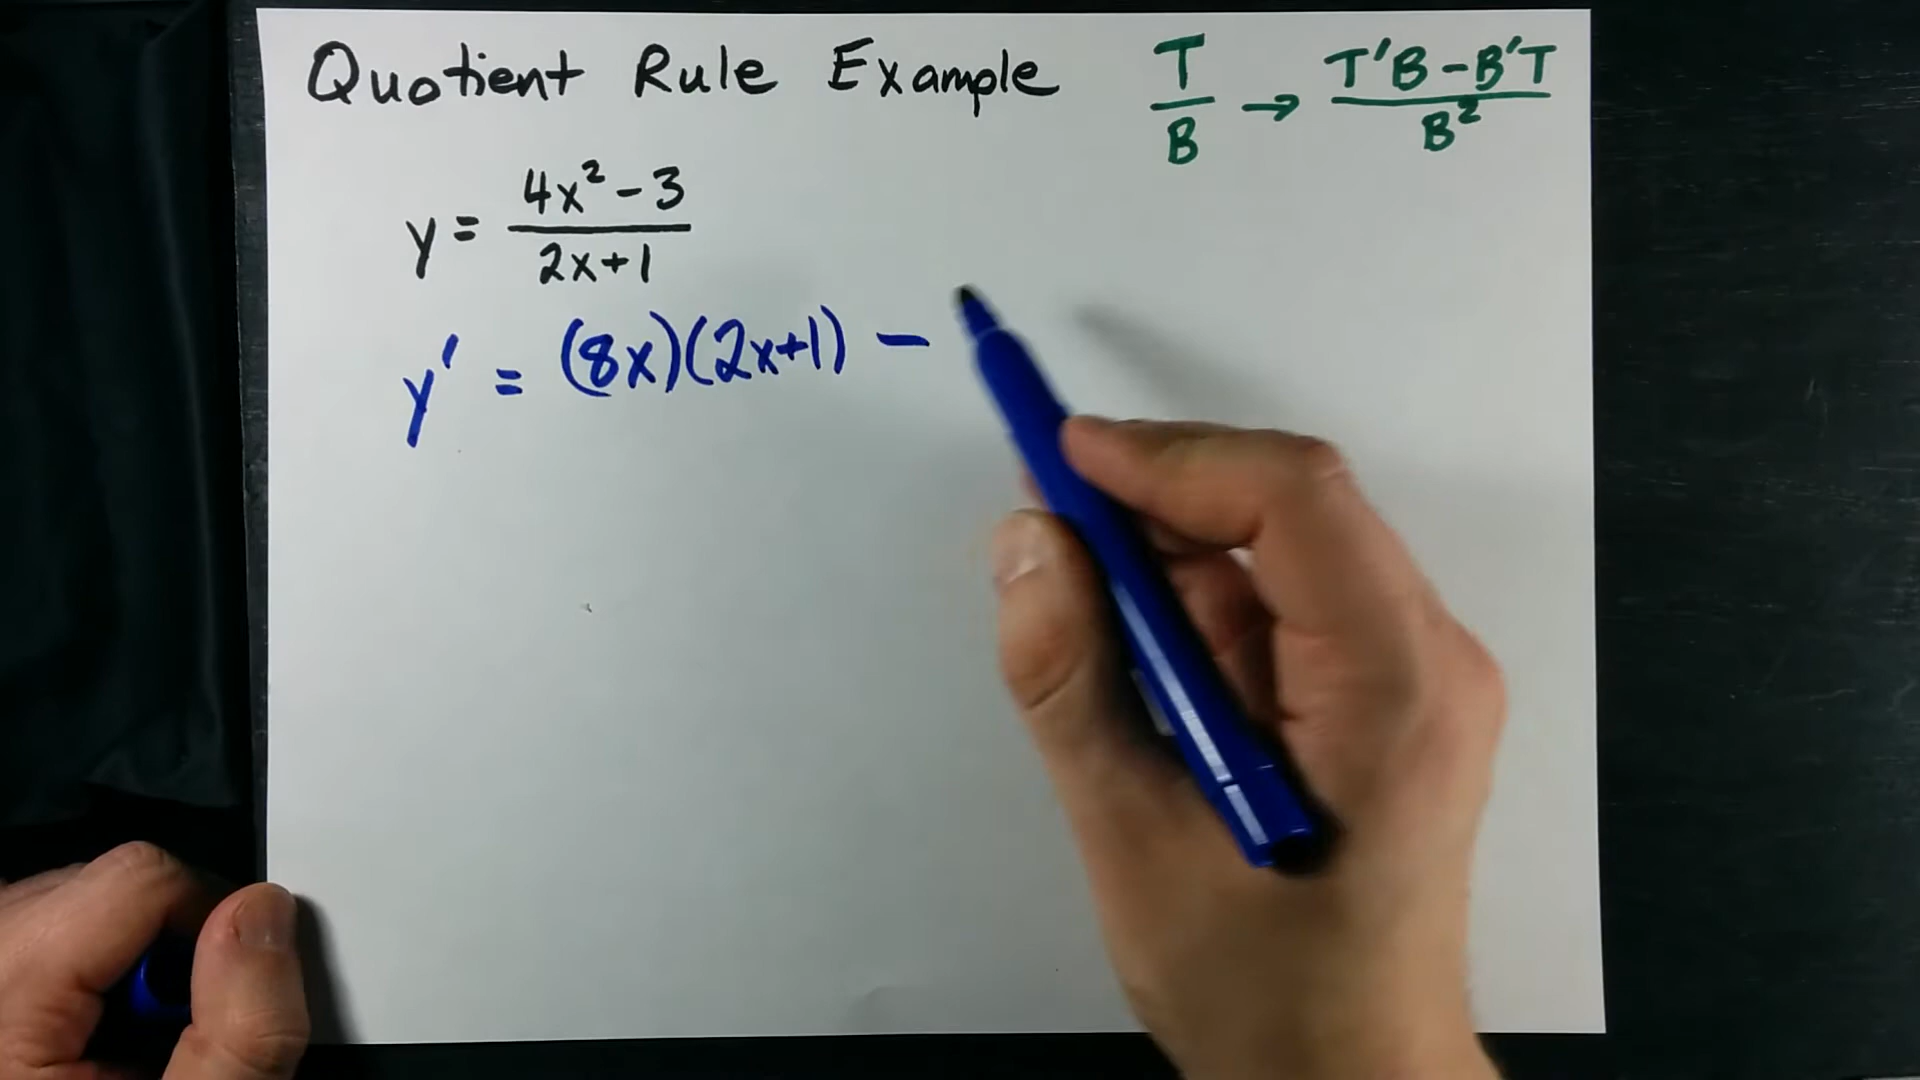 Quotient Rule Example
T/B → T'B - B'T / B²
y = 4x² - 3 / 2x + 1
y' = (8x)(2x+1) -